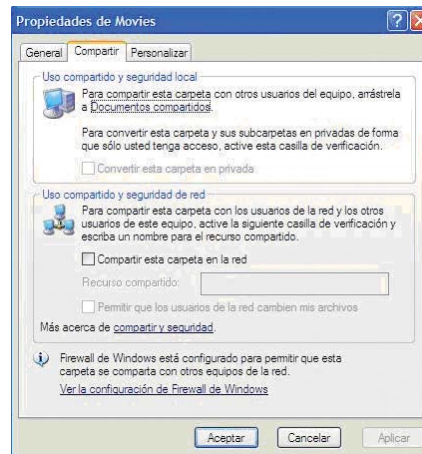 Propiedades de Movies
General Compartir Personalizar
Uso compartido y seguridad local
Para compartir esta carpeta con otros usuarios del equipo, arrástrela
a Documentos compartidos.
Para convertir esta carpeta y sus subcarpetas en privadas de forma
que sólo usted tenga acceso, active esta casilla de verificación.
Convertir esta carpeta en privada
Uso compartido y seguridad de red
Para compartir esta carpeta con los usuarios de la red y los otros
usuarios de este equipo, active la siguiente casilla de verificación y
escriba un nombre para el recurso compartido.
Compartir esta carpeta en la red
Recurso compartido:
Permitir que los usuarios de la red cambien mis archivos
Más acerca de compartir y seguridad.
Firewall de Windows está configurado para permitir que esta
carpeta se comparta con otros equipos de la red.
Ver la configuración de Firewall de Windows
Aceptar Cancelar Aplicar